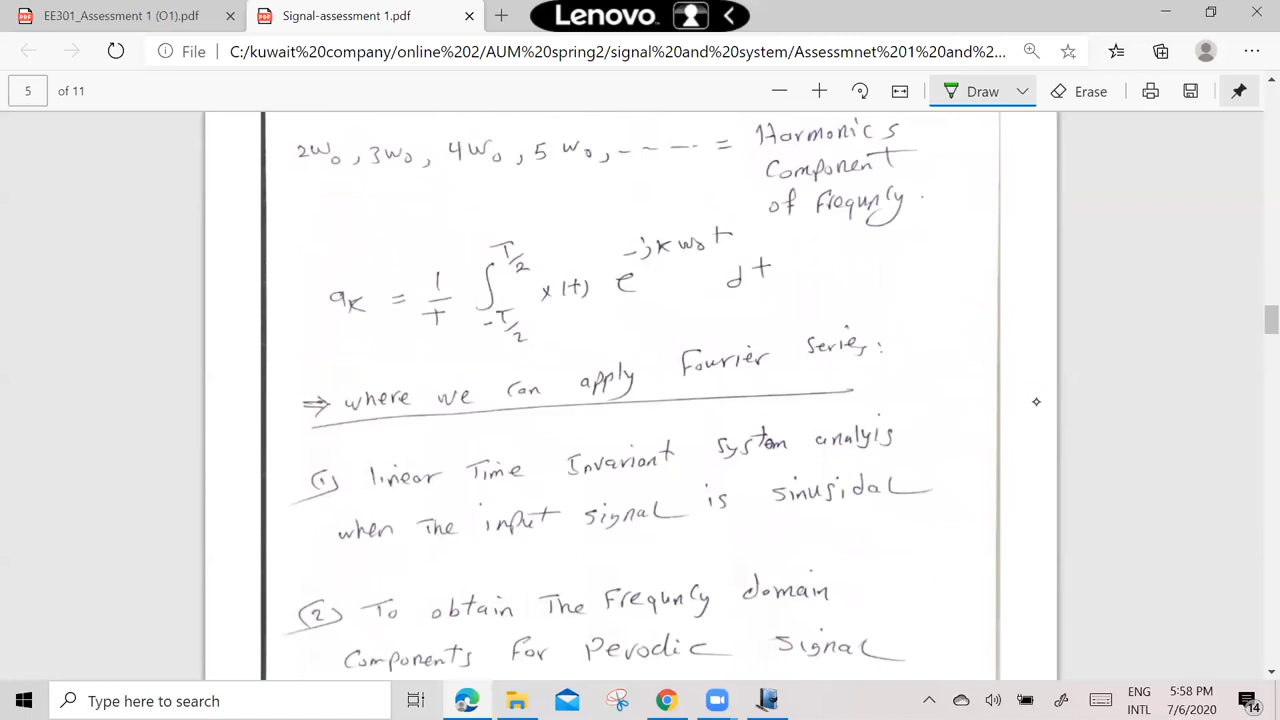 EE301_Assessment 1 (O1).pdf
Signal-assessment 1.pdf
Lenovo
File
C:/kuwait%20company/online%202/AUM%20spring2/signal%20and%20system/Assessmnet%201%20and%2...
5 of 11
Draw
Erase
2w₀, 3w₀, 4w₀, 5 w₀, ----- = Harmonics
Component
of Frequncy.
aₖ = 1/T ∫_{-T/2}^{T/2} x(t) e^{-jkw₀t} dt
⇒ where we can apply Fourier series:
(1) linear Time Invariant system analyis
when The input signal is sinusidal
(2) To obtain The Frequncy domain
Components for Perodic signal
Type here to search
ENG
INTL
5:58 PM
7/6/2020
14